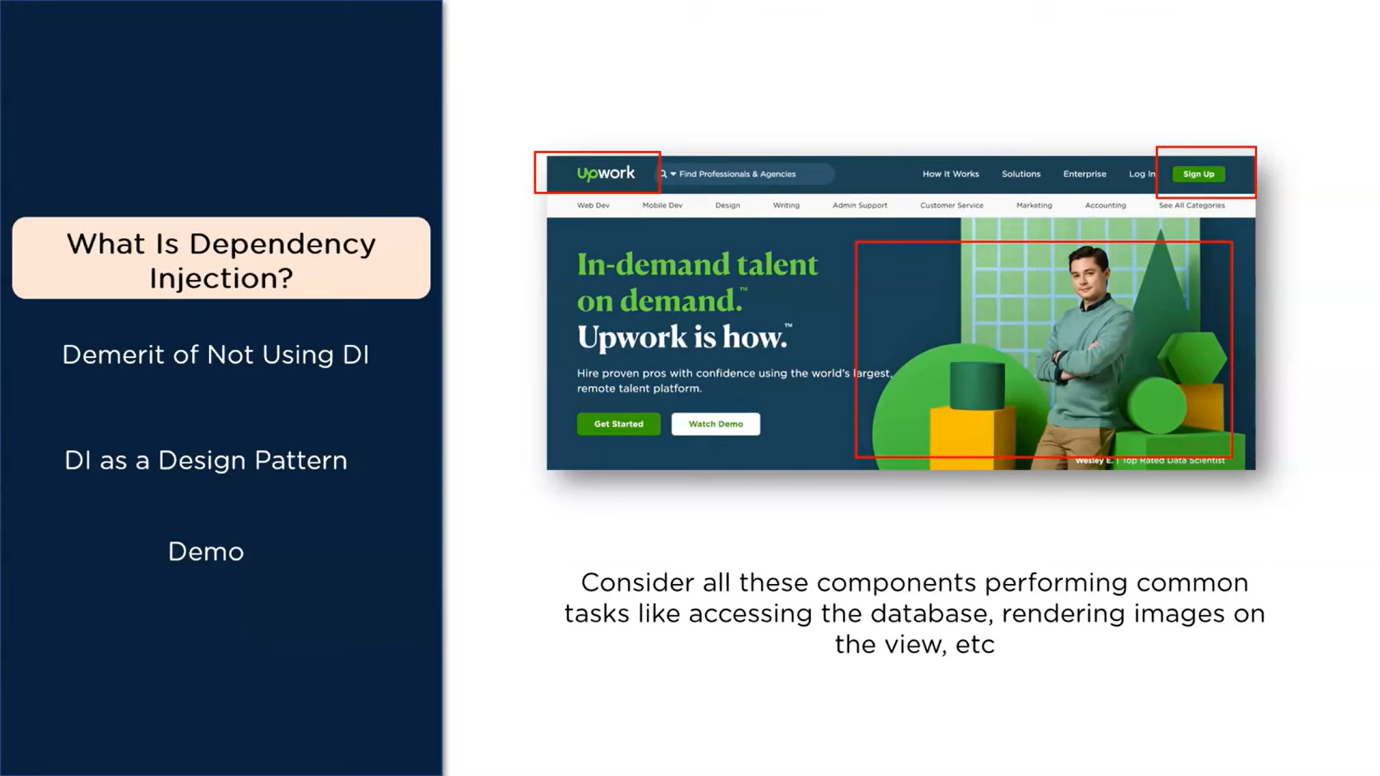 What Is Dependency
Injection?
Demerit of Not Using DI
DI as a Design Pattern
Demo
Upwork
Find Professionals & Agencies
How It Works
Solutions
Enterprise
Log In
Sign Up
Web Dev
Mobile Dev
Design
Writing
Admin Support
Customer Service
Marketing
Accounting
See All Categories
In-demand talent
on demand.™
Upwork is how.™
Hire proven pros with confidence using the world's largest,
remote talent platform.
Get Started
Watch Demo
Wesley E. | Top Rated Data Scientist
Consider all these components performing common
tasks like accessing the database, rendering images on
the view, etc